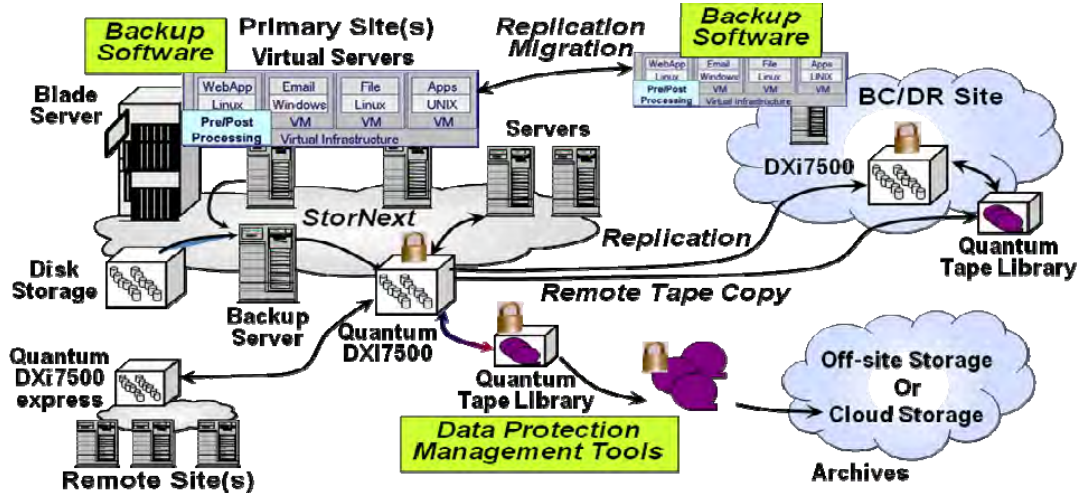 Backup
Software
Primary Site(s)
Virtual Servers
WebApp
Linux
Pre/Post
Processing
Email
Windows
VM
File
Linux
VM
Apps
UNIX
VM
Virtual Infrastructure
Replication
Migration
Backup
Software
WebApp
Linux
Pre/Post
Processing
Email
Windows
VM
File
Linux
VM
Apps
UNIX
VM
Virtual Infrastructure
Blade
Server
Servers
BC/DR Site
DXi7500
StorNext
Replication
Quantum
Tape Library
Disk
Storage
Remote Tape Copy
Backup
Server
Quantum
DXI7500
Quantum
DXi7500
express
Quantum
Tape Library
Off-site Storage
Or
Cloud Storage
Data Protection
Management Tools
Archives
Remote Site(s)